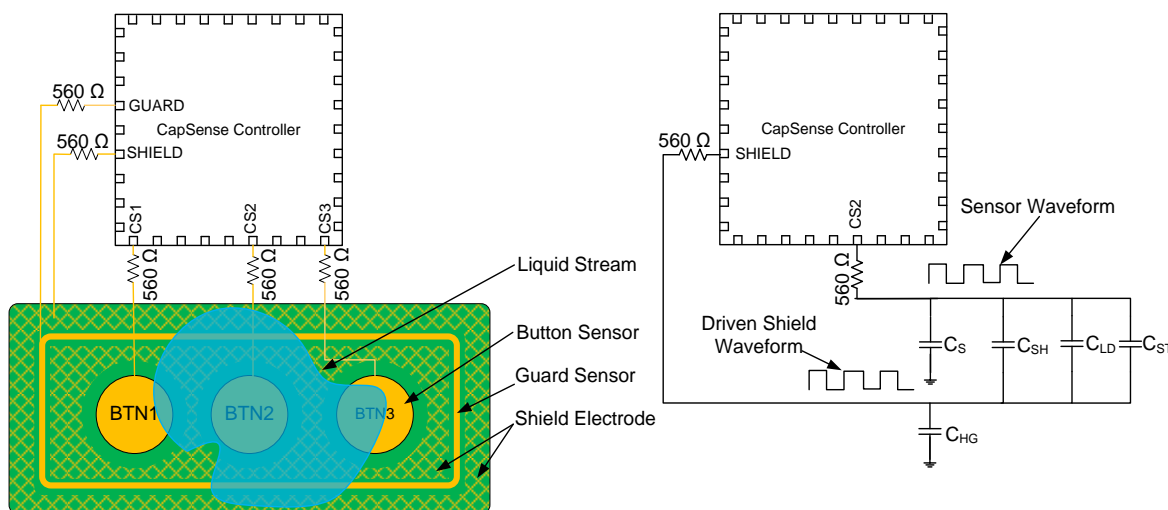 560 Ω
GUARD
CapSense Controller
560 Ω
SHIELD
CS1
CS2
CS3
560 Ω
560 Ω
560 Ω
Liquid Stream
Button Sensor
Guard Sensor
Shield Electrode
BTN1
BTN2
BTN3
CapSense Controller
560 Ω
SHIELD
CS2
560 Ω
Sensor Waveform
Driven Shield
Waveform
CS
CSH
CLD
CST
CHG